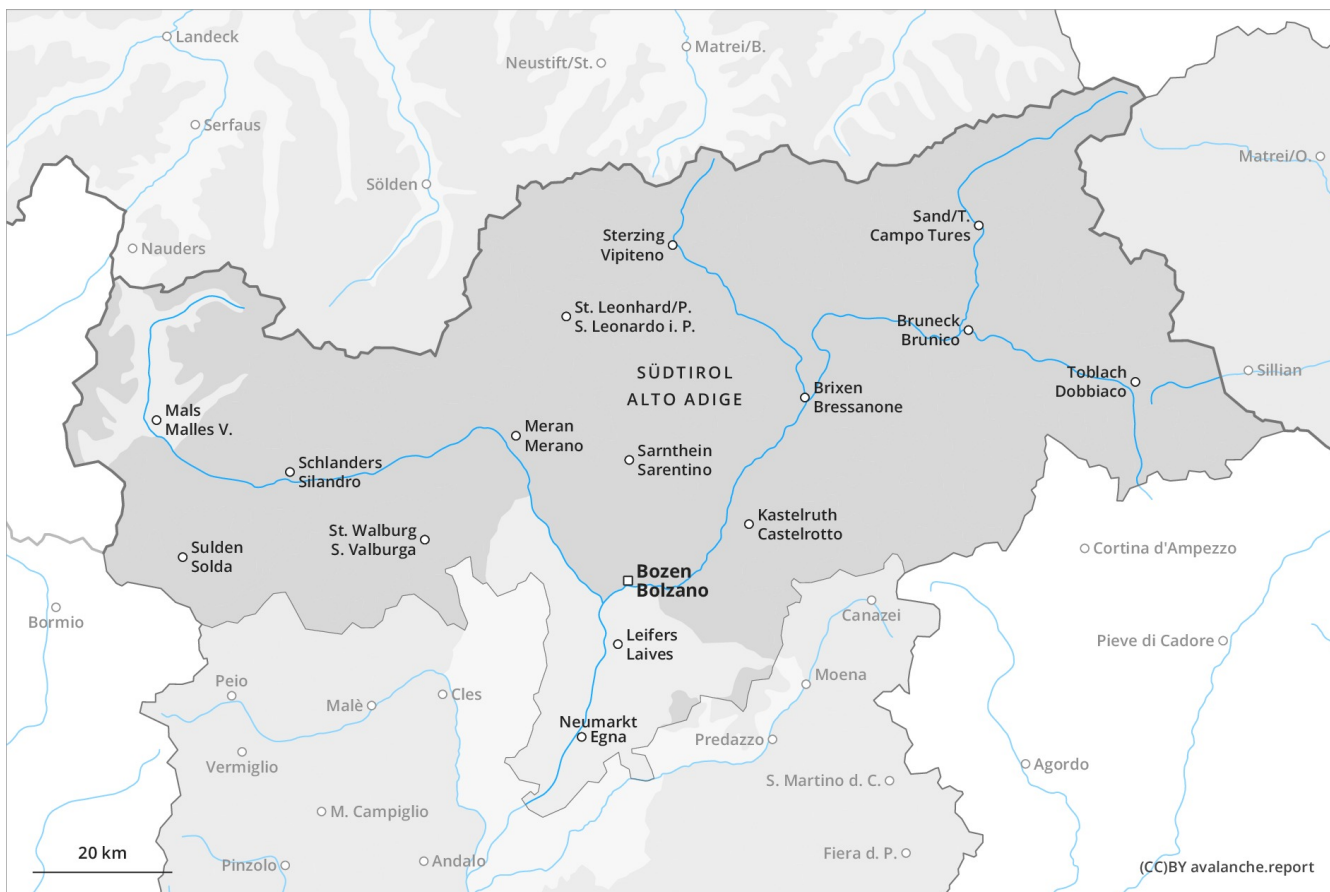 Landeck
Matrei/B.
Neustift/St.
Serfaus
Matrei/O.
Sölden
Sand/T.
Campo Tures
Sterzing
Vipiteno
Nauders
St. Leonhard/P.
S. Leonardo i. P.
Bruneck
Brunico
SÜDTIROL
ALTO ADIGE
Toblach
Dobbiaco
Sillian
Brixen
Bressanone
Mals
Malles V.
Meran
Merano
Sarnthein
Sarentino
Schlanders
Silandro
Kastelruth
Castelrotto
St. Walburg
S. Valburga
Sulden
Solda
Cortina d'Ampezzo
Bozen
Bolzano
Bormio
Canazei
Leifers
Laives
Pieve di Cadore
Moena
Peio
Cles
Malè
Neumarkt
Egna
Predazzo
Vermiglio
Agordo
S. Martino d. C.
M. Campiglio
20 km
Pinzolo
Andalo
Fiera d. P.
(CC)BY avalanche.report